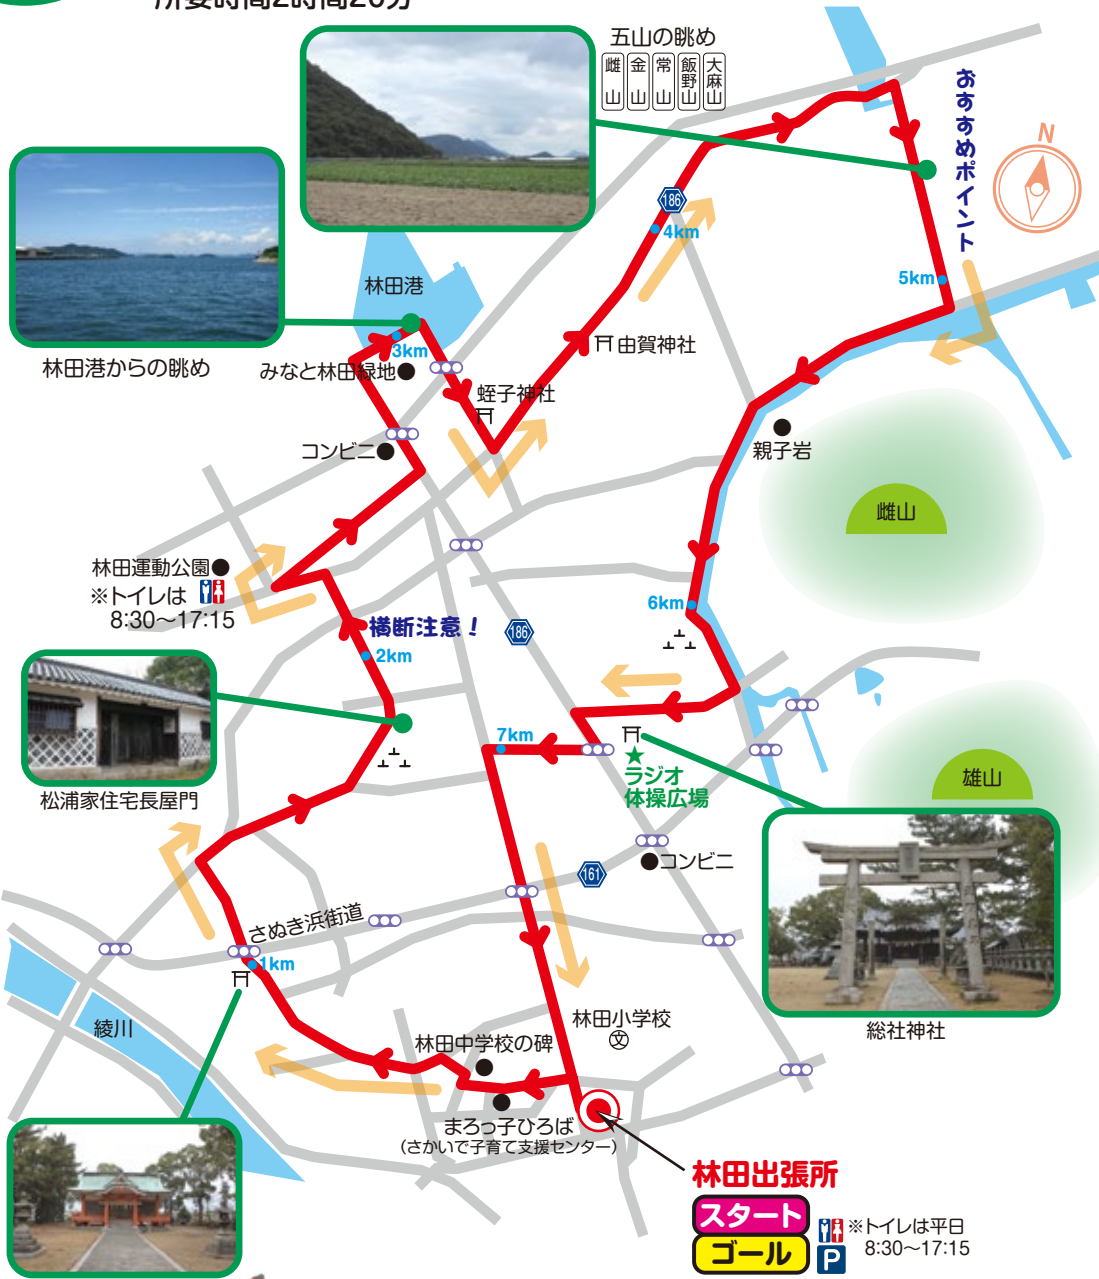 所要時間2時間20分
五山の眺め
雌山
金山
常山
飯野山
大麻山
おすすめポイント
N
186
4km
5km
林田港
林田港からの眺め
3km
みなと林田緑地
由賀神社
蛭子神社
コンビニ
親子岩
雌山
林田運動公園
※トイレは
8:30〜17:15
横断注意！
186
6km
2km
7km
ラジオ
体操広場
松浦家住宅長屋門
雄山
コンビニ
161
さぬき浜街道
1km
綾川
林田小学校
文
総社神社
林田中学校の碑
まろっ子ひろば
(さかいで子育て支援センター)
林田出張所
スタート
ゴール
P
※トイレは平日
8:30〜17:15